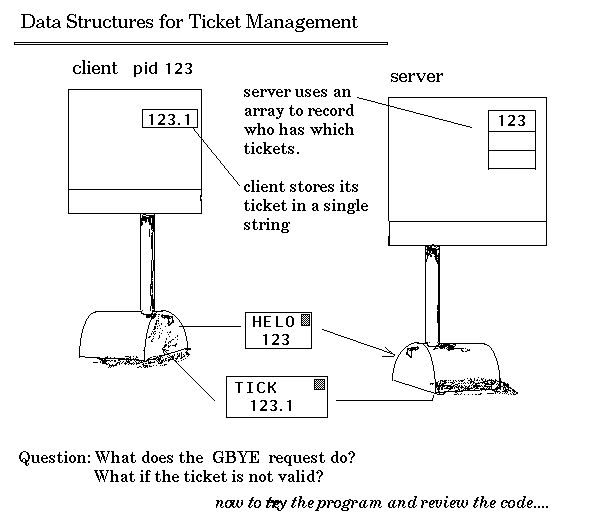 Data Structures for Ticket Management
client pid 123
server
123.1
server uses an
array to record
who has which
tickets.
123
client stores its
ticket in a single
string
HELO
123
TICK
123.1
Question: What does the GBYE request do?
What if the ticket is not valid?
now to try the program and review the code....